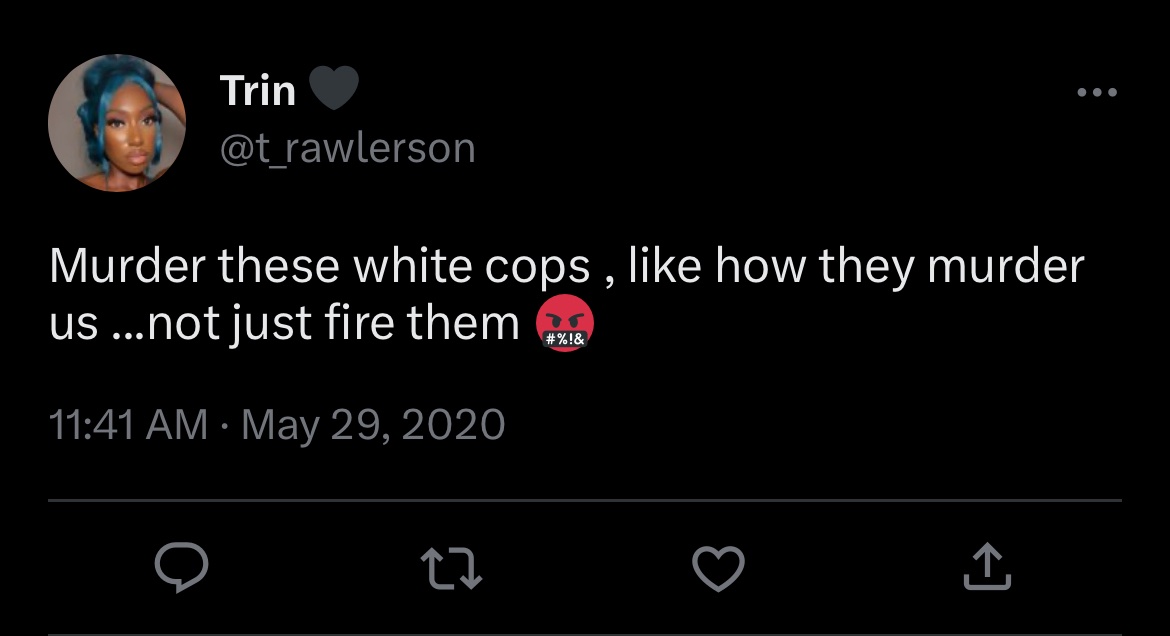 Trin 🖤
@t_rawlerson
Murder these white cops , like how they murder
us ...not just fire them 🤬
11:41 AM · May 29, 2020